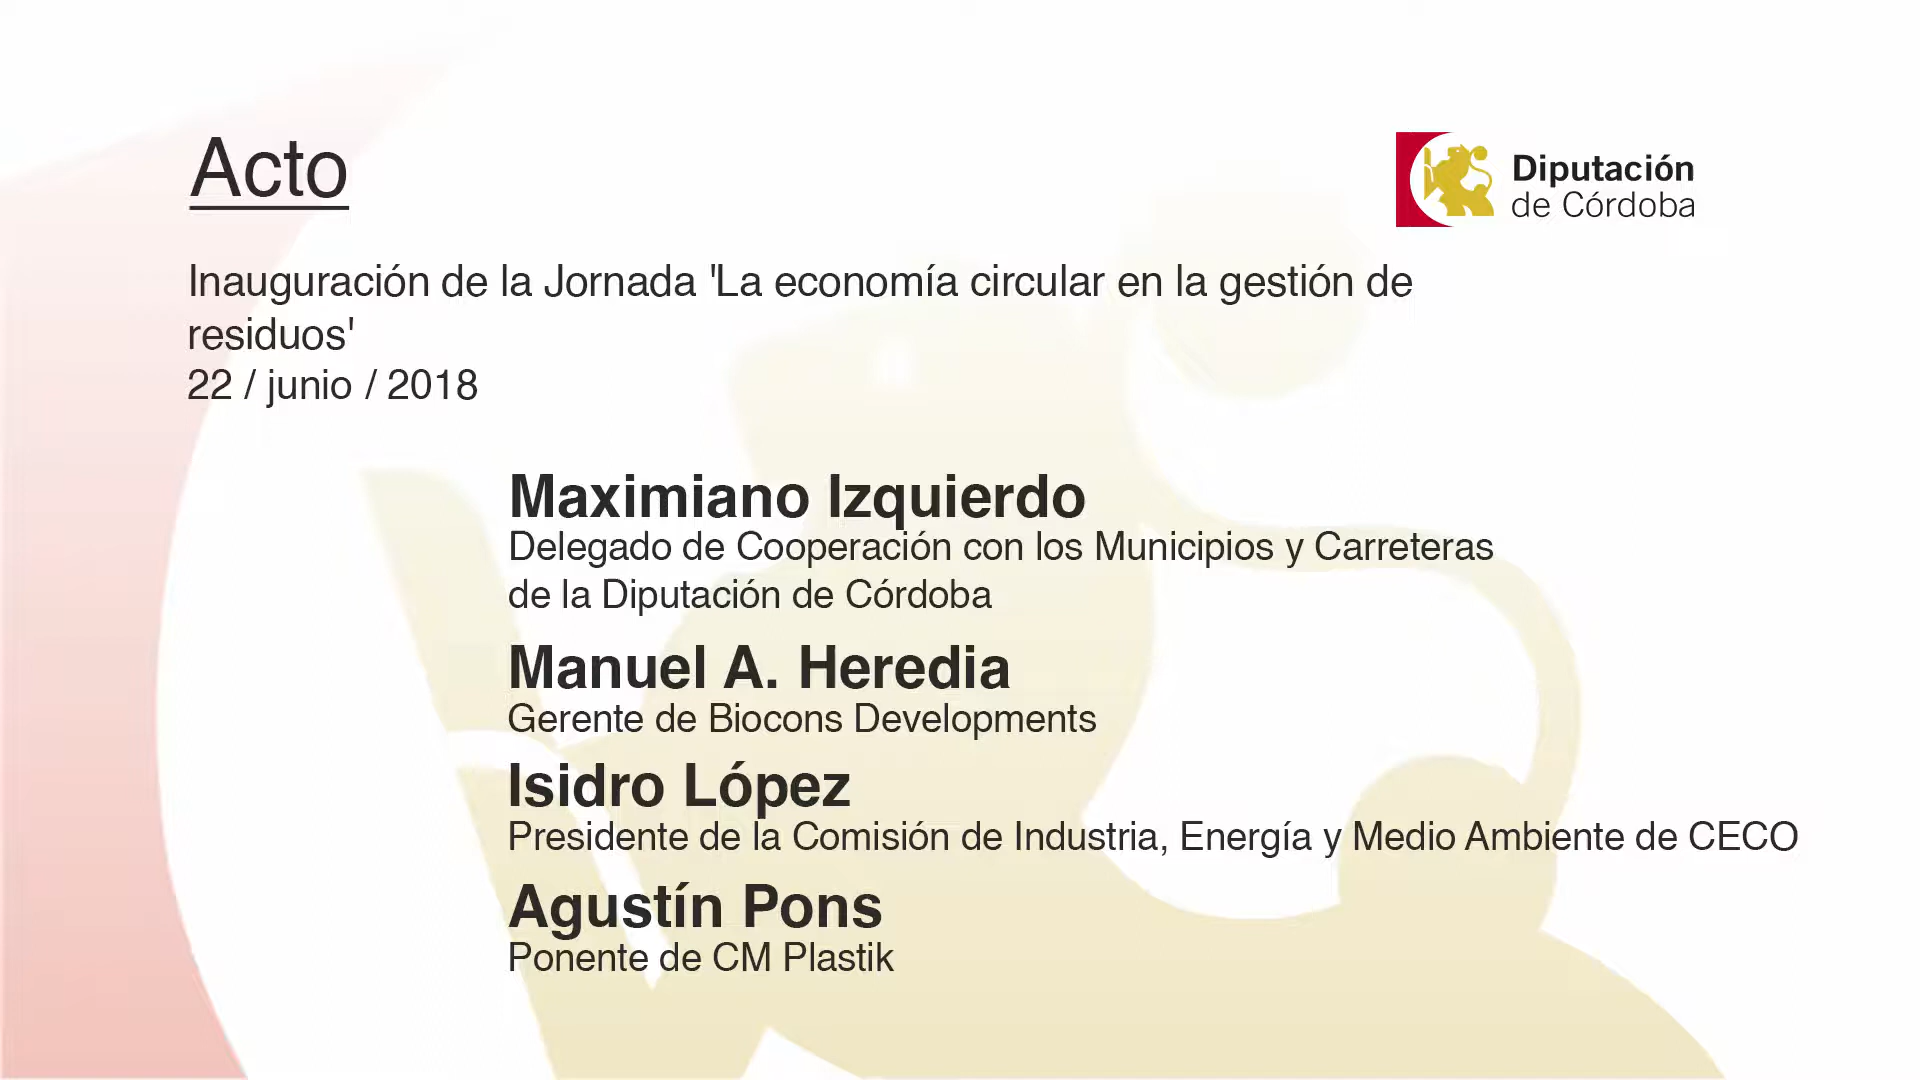 Acto
Diputación
de Córdoba
Inauguración de la Jornada 'La economía circular en la gestión de
residuos'
22 / junio / 2018
Maximiano Izquierdo
Delegado de Cooperación con los Municipios y Carreteras
de la Diputación de Córdoba
Manuel A. Heredia
Gerente de Biocons Developments
Isidro López
Presidente de la Comisión de Industria, Energía y Medio Ambiente de CECO
Agustín Pons
Ponente de CM Plastik